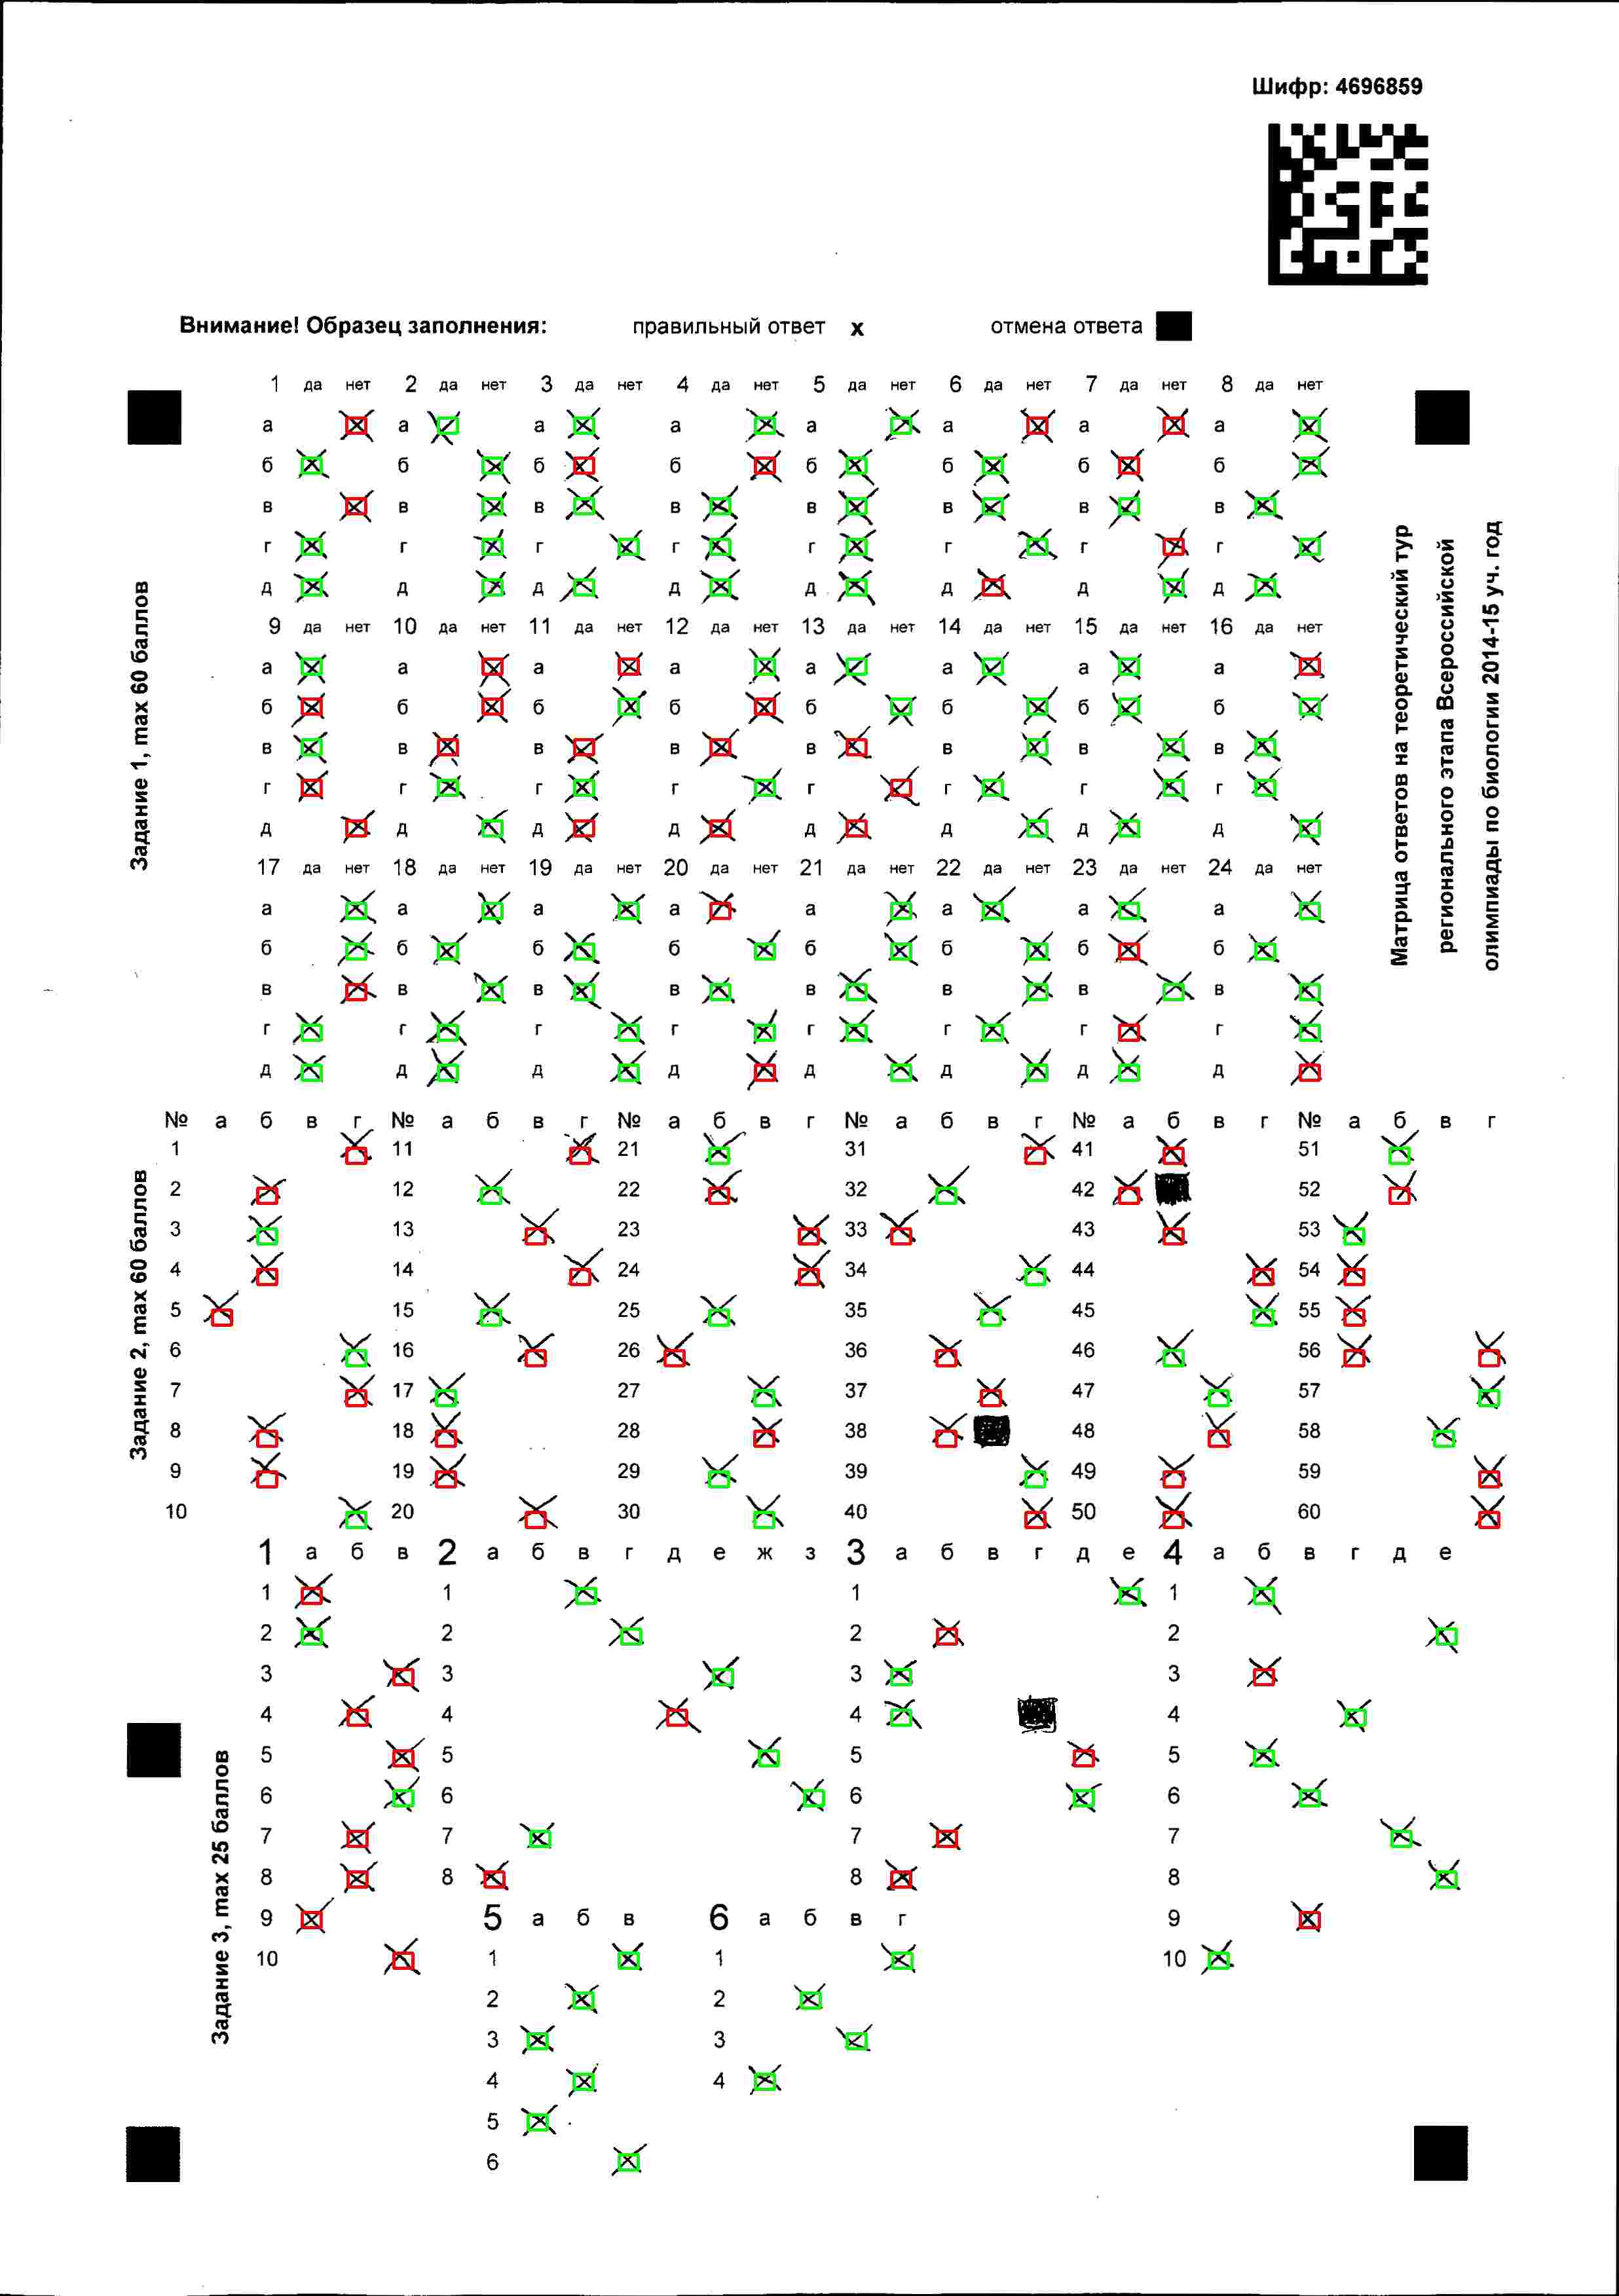 Шифр: 4696859
Внимание! Образец заполнения: правильный ответ х отмена ответа
1 да нет 2 да нет 3 да нет 4 да нет 5 да нет 6 да нет 7 да нет 8 да нет
а а а а а а а а
б б б б б б б б
в в в в в в в в
г г г г г г г г
д д д д д д д д
9 да нет 10 да нет 11 да нет 12 да нет 13 да нет 14 да нет 15 да нет 16 да нет
а а а а а а а а
б б б б б б б б
в в в в в в в в
г г г г г г г г
д д д д д д д д
17 да нет 18 да нет 19 да нет 20 да нет 21 да нет 22 да нет 23 да нет 24 да нет
а а а а а а а а
б б б б б б б б
в в в в в в в в
г г г г г г г г
д д д д д д д д
Задание 1, max 60 баллов
Матрица ответов на теоретический тур
регионального этапа Всероссийской
олимпиады по биологии 2014-15 уч. год
№ а б в г № а б в г № а б в г № а б в г № а б в г № а б в г
1 11 21 31 41 51
2 12 22 32 42 52
3 13 23 33 43 53
4 14 24 34 44 54
5 15 25 35 45 55
6 16 26 36 46 56
7 17 27 37 47 57
8 18 28 38 48 58
9 19 29 39 49 59
10 20 30 40 50 60
Задание 2, max 60 баллов
1 а б в 2 а б в г д е ж з 3 а б в г д е 4 а б в г д е
1 1 1 1
2 2 2 2
3 3 3 3
4 4 4 4
5 5 5 5
6 6 6 6
7 7 7 7
8 8 8 8
9 5 а б в 6 а б в г 9
10 1 1 10
2 2
3 3
4 4
5
6
Задание 3, max 25 баллов